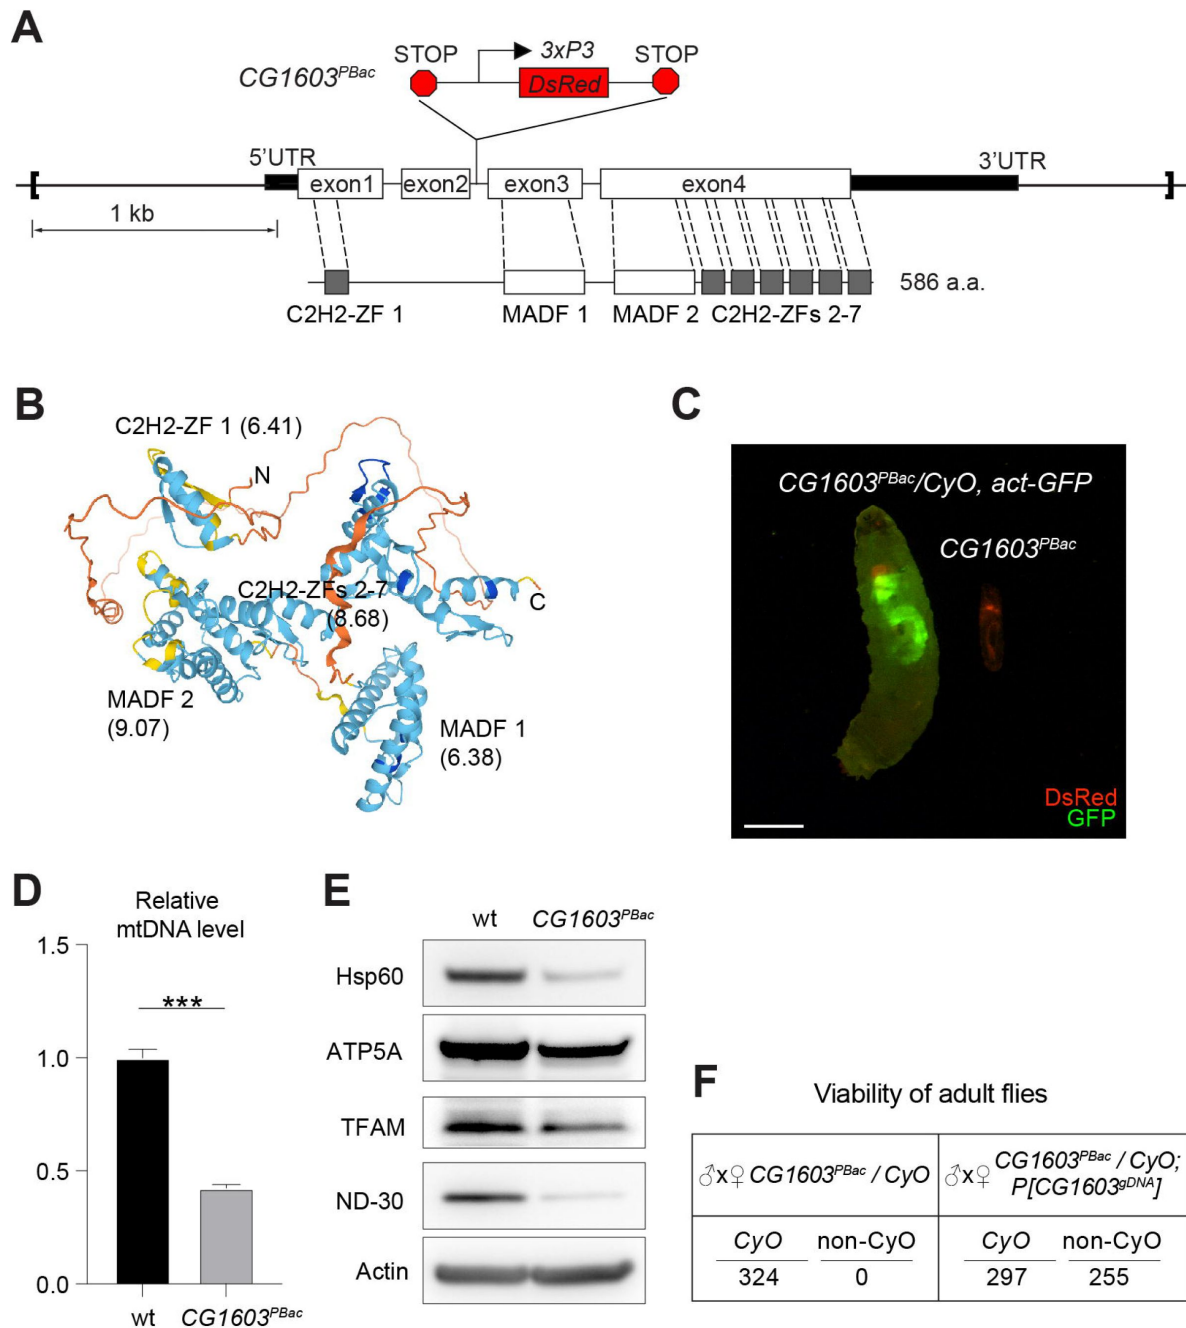 A
STOP
3xP3
STOP
CG1603^PBac
DsRed
5'UTR
3'UTR
[
exon1
exon2
exon3
exon4
]
1 kb
586 a.a.
C2H2-ZF 1
MADF 1
MADF 2
C2H2-ZFs 2-7
B
C2H2-ZF 1 (6.41)
N
C2H2-ZFs 2-7
(8.68)
C
MADF 2
(9.07)
MADF 1
(6.38)
C
CG1603^PBac/CyO, act-GFP
CG1603^PBac
DsRed
GFP
D
Relative
mtDNA level
1.5
1.0
0.5
0.0
***
wt
CG1603^PBac
E
wt
CG1603^PBac
Hsp60
ATP5A
TFAM
ND-30
Actin
F
Viability of adult flies
♂x♀ CG1603^PBac / CyO
♂x♀ CG1603^PBac / CyO;
P[CG1603^gDNA]
CyO non-CyO
324 0
CyO non-CyO
297 255